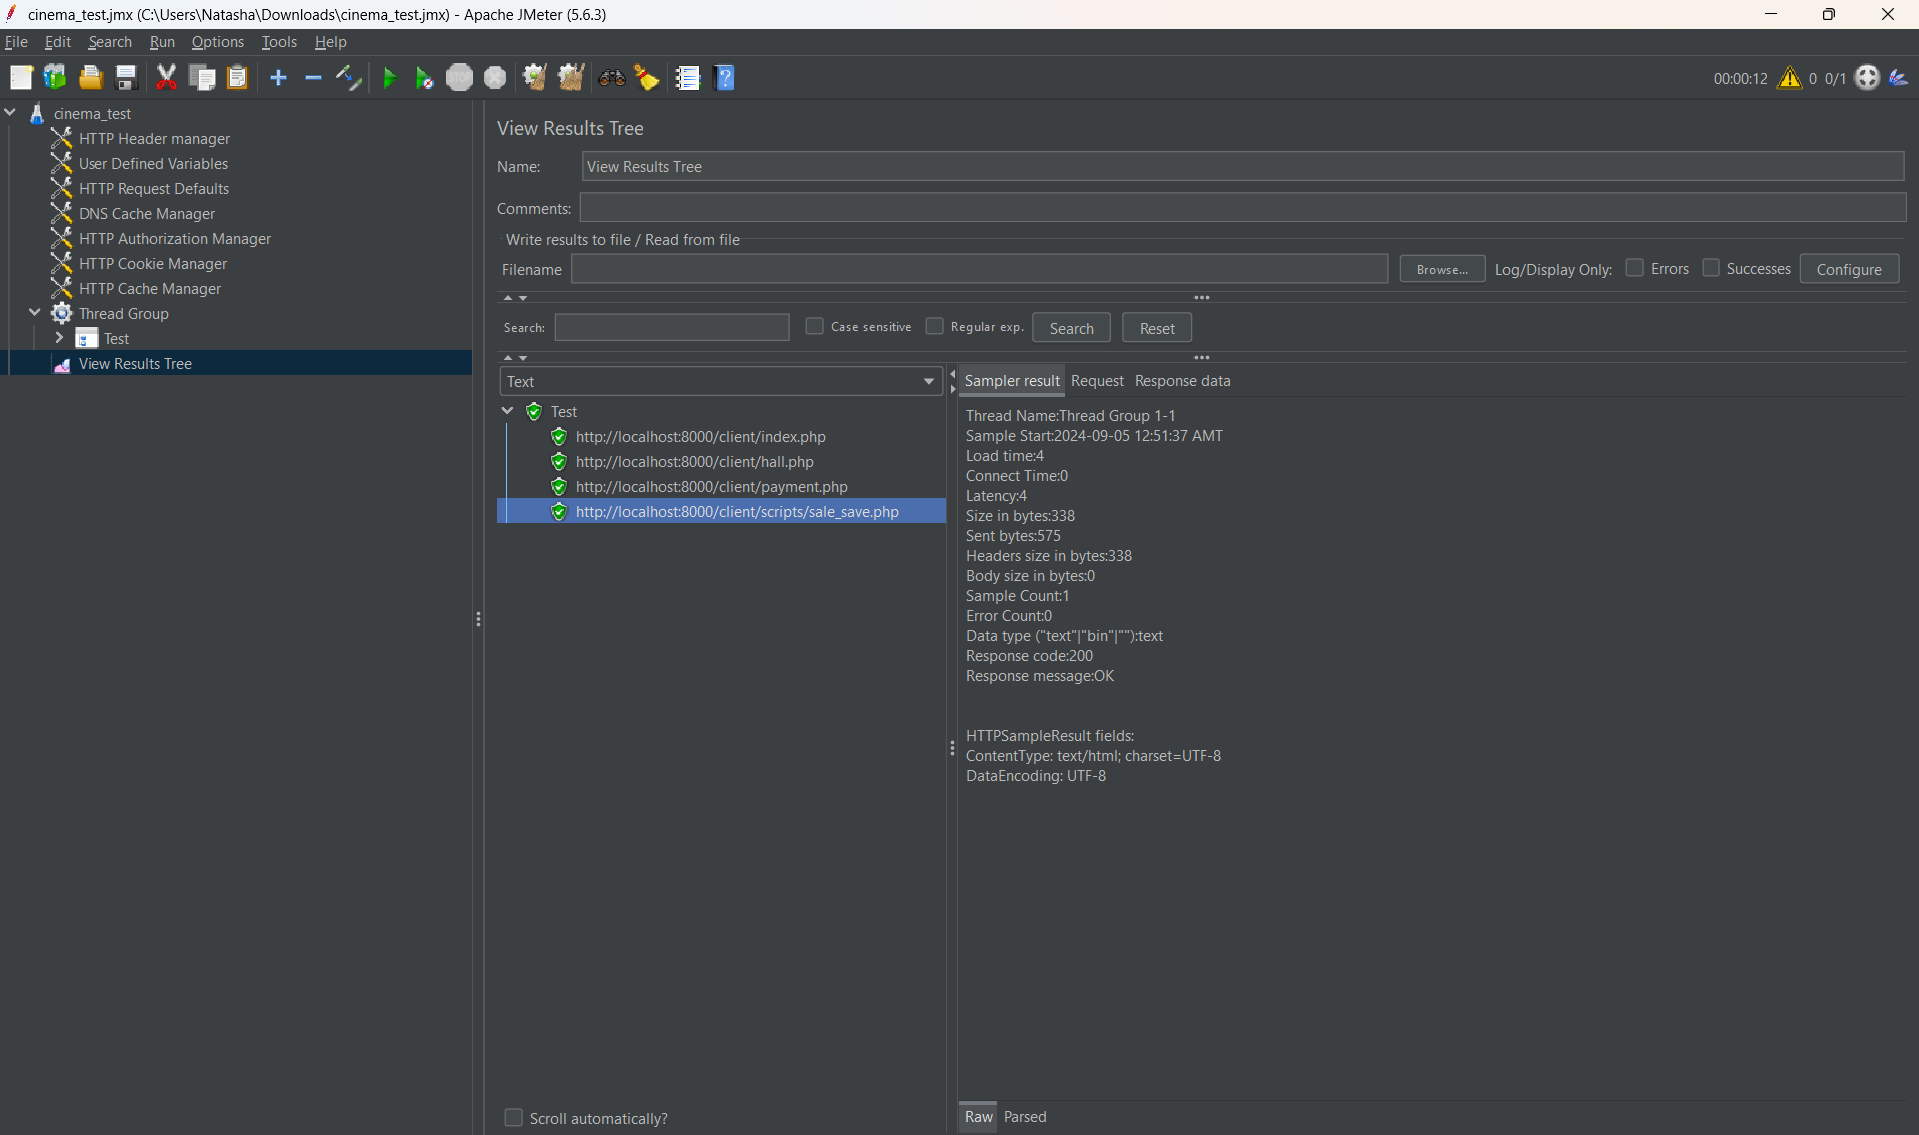 cinema_test.jmx (C:\Users\Natasha\Downloads\cinema_test.jmx) - Apache JMeter (5.6.3)
File Edit Search Run Options Tools Help
STOP
?
00:00:12 0 0/1
cinema_test
HTTP Header manager
User Defined Variables
HTTP Request Defaults
DNS Cache Manager
HTTP Authorization Manager
HTTP Cookie Manager
HTTP Cache Manager
Thread Group
Test
View Results Tree
View Results Tree
Name: View Results Tree
Comments:
Write results to file / Read from file
Filename Browse... Log/Display Only: Errors Successes Configure
Search: Case sensitive Regular exp. Search Reset
Text
Test
http://localhost:8000/client/index.php
http://localhost:8000/client/hall.php
http://localhost:8000/client/payment.php
http://localhost:8000/client/scripts/sale_save.php
Scroll automatically?
Sampler result Request Response data
Thread Name:Thread Group 1-1
Sample Start:2024-09-05 12:51:37 AMT
Load time:4
Connect Time:0
Latency:4
Size in bytes:338
Sent bytes:575
Headers size in bytes:338
Body size in bytes:0
Sample Count:1
Error Count:0
Data type ("text"|"bin"|""):text
Response code:200
Response message:OK
HTTPSampleResult fields:
ContentType: text/html; charset=UTF-8
DataEncoding: UTF-8
Raw Parsed